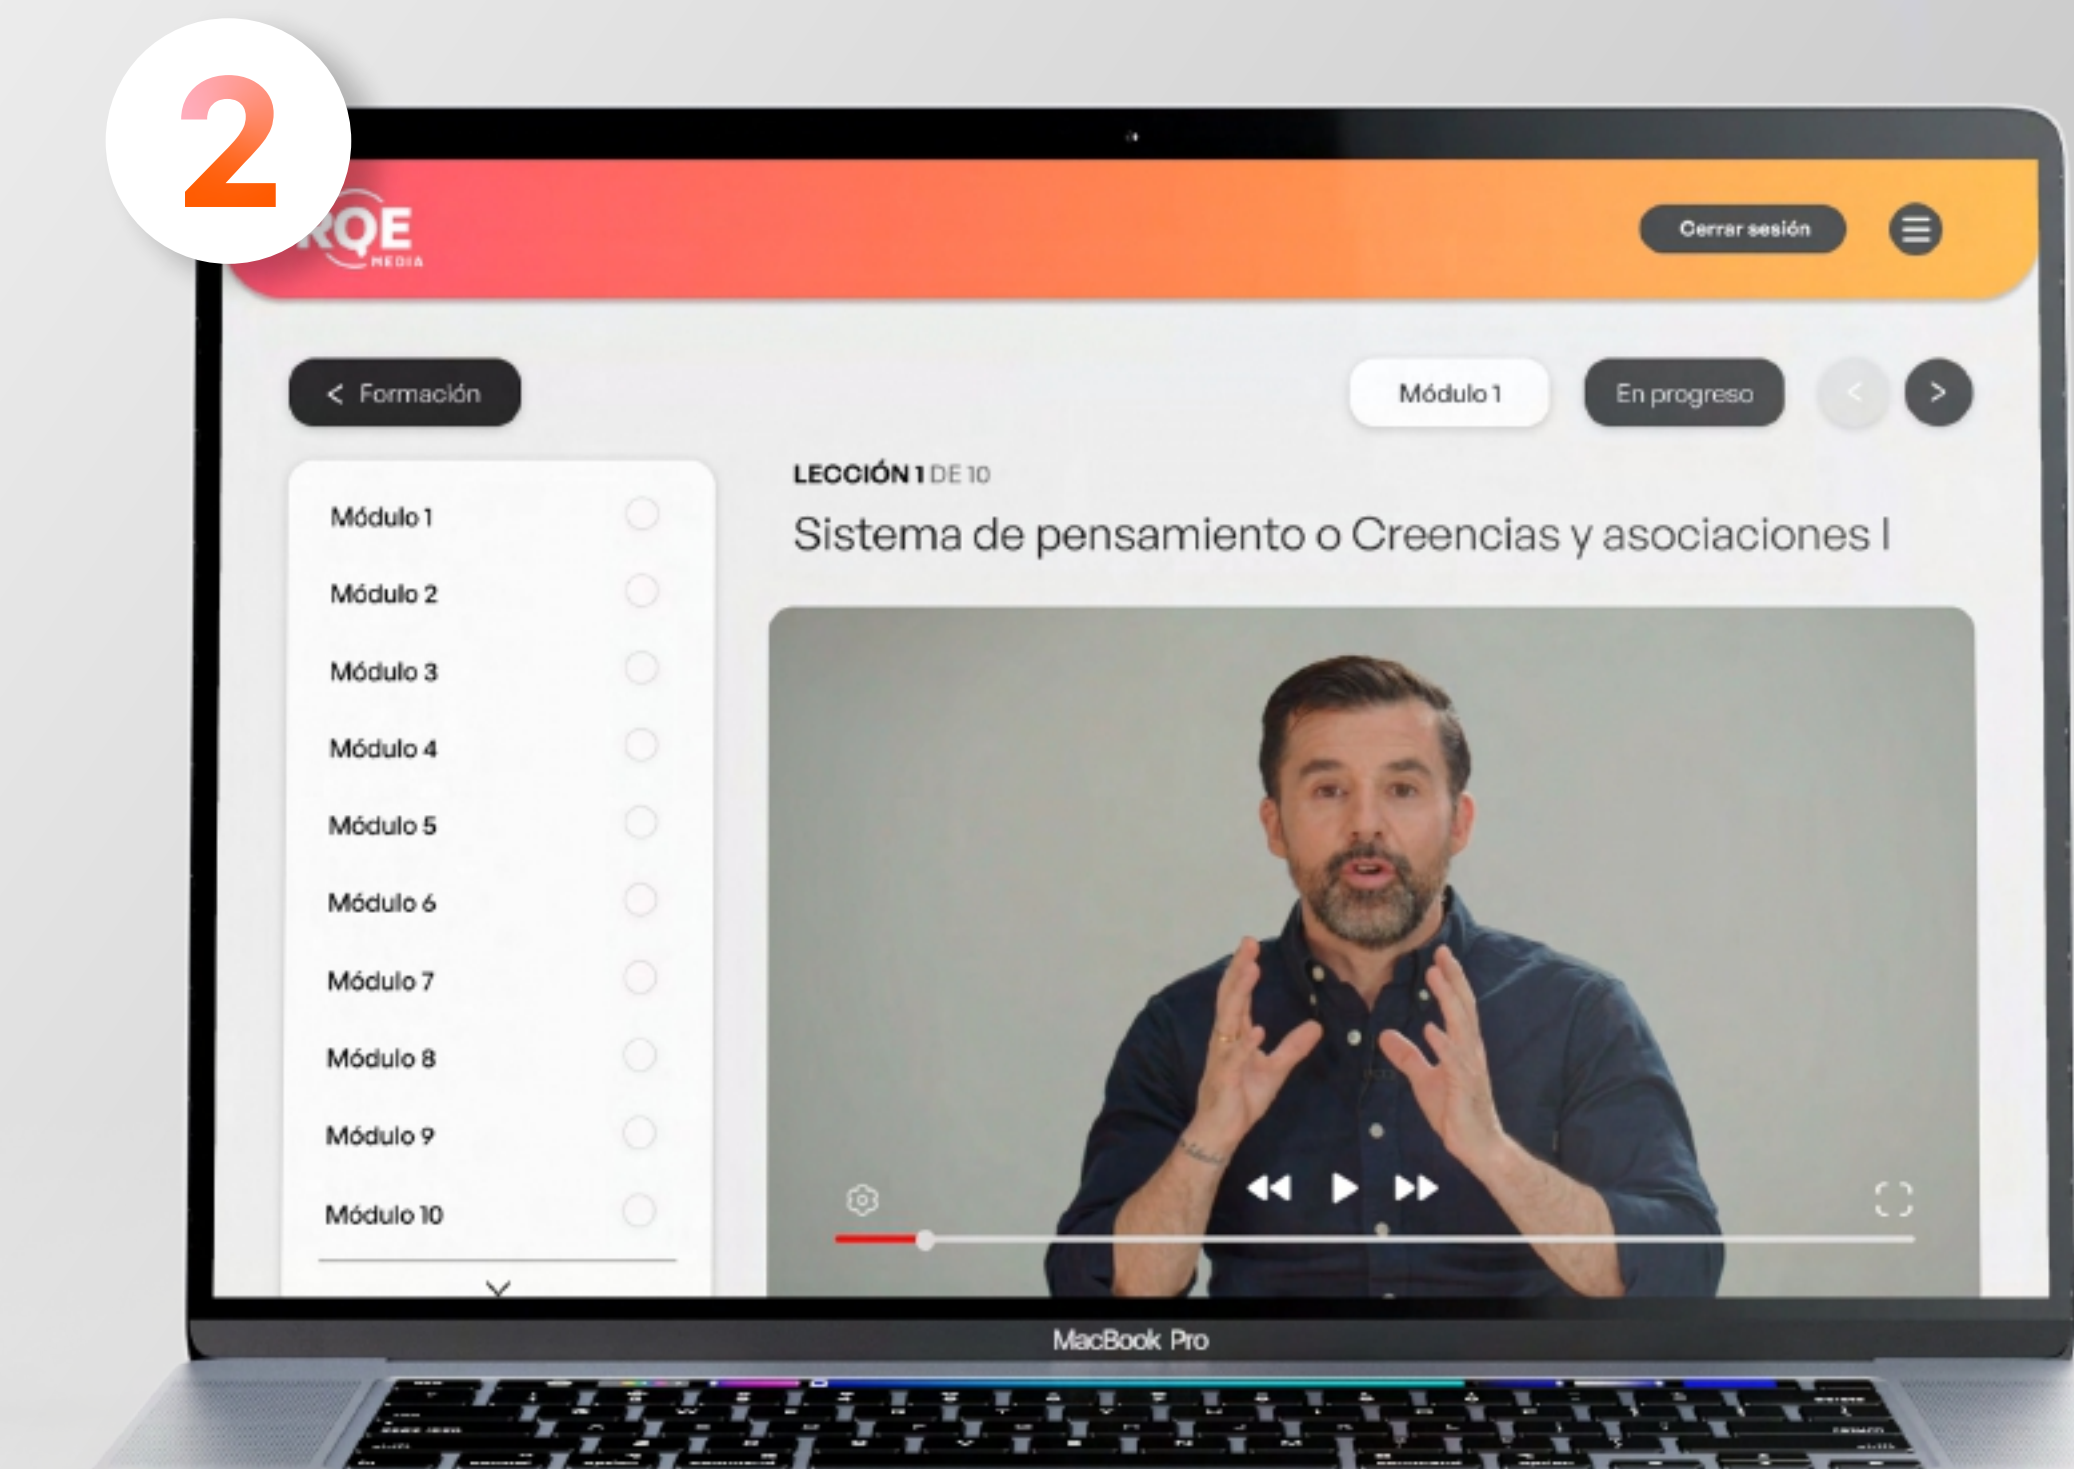 2
RQE
MEDIA
Cerrar sesión
< Formación
Módulo 1
En progreso
<
>
LECCIÓN 1 DE 10
Sistema de pensamiento o Creencias y asociaciones I
Módulo 1
Módulo 2
Módulo 3
Módulo 4
Módulo 5
Módulo 6
Módulo 7
Módulo 8
Módulo 9
Módulo 10
MacBook Pro